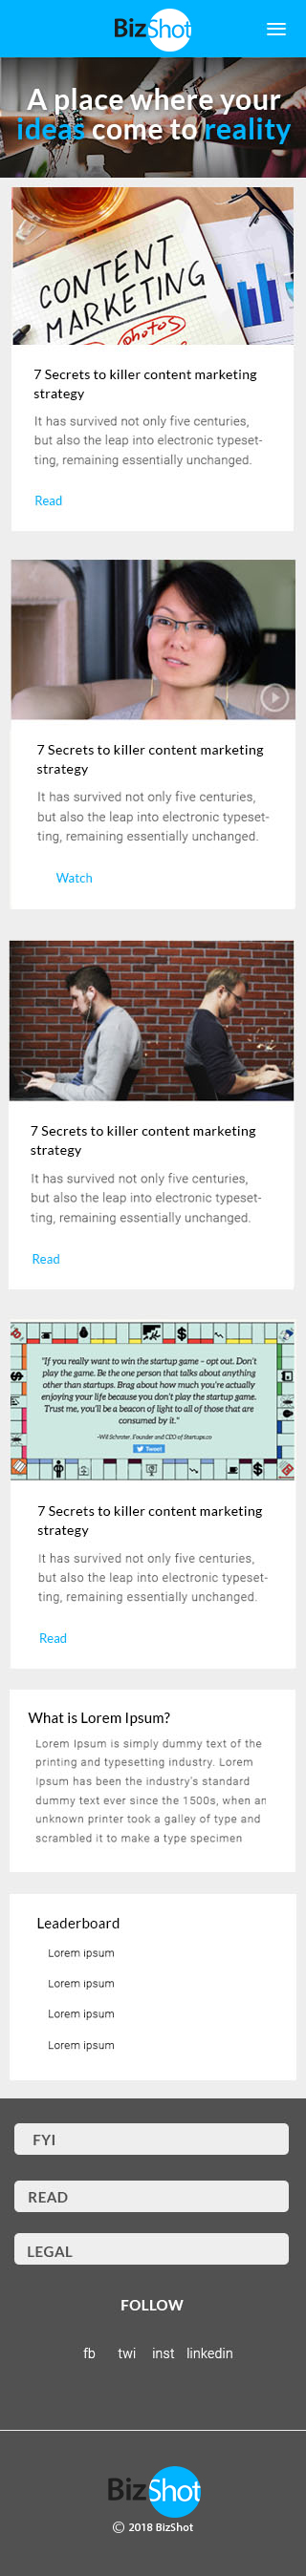 BizShot
A place where your
ideas come to reality
CONTENT
MARKETING
photos
7 Secrets to killer content marketing
strategy
It has survived not only five centuries,
but also the leap into electronic typeset-
ting, remaining essentially unchanged.
Read
7 Secrets to killer content marketing
strategy
It has survived not only five centuries,
but also the leap into electronic typeset-
ting, remaining essentially unchanged.
Watch
7 Secrets to killer content marketing
strategy
It has survived not only five centuries,
but also the leap into electronic typeset-
ting, remaining essentially unchanged.
Read
"If you really want to win the startup game – opt out. Don't
play the game. Be the one person that talks about anything
other than startups. Brag about how much you're actually
enjoying your life because you don't play the startup game.
Trust me, you'll be a beacon of light to all of those that are
consumed by it."
-Wil Schroter, Founder and CEO of Startups.co
Tweet
7 Secrets to killer content marketing
strategy
It has survived not only five centuries,
but also the leap into electronic typeset-
ting, remaining essentially unchanged.
Read
What is Lorem Ipsum?
Lorem Ipsum is simply dummy text of the
printing and typesetting industry. Lorem
Ipsum has been the industry's standard
dummy text ever since the 1500s, when an
unknown printer took a galley of type and
scrambled it to make a type specimen
Leaderboard
Lorem ipsum
Lorem ipsum
Lorem ipsum
Lorem ipsum
FYI
READ
LEGAL
FOLLOW
fb twi inst linkedin
BizShot
© 2018 BizShot